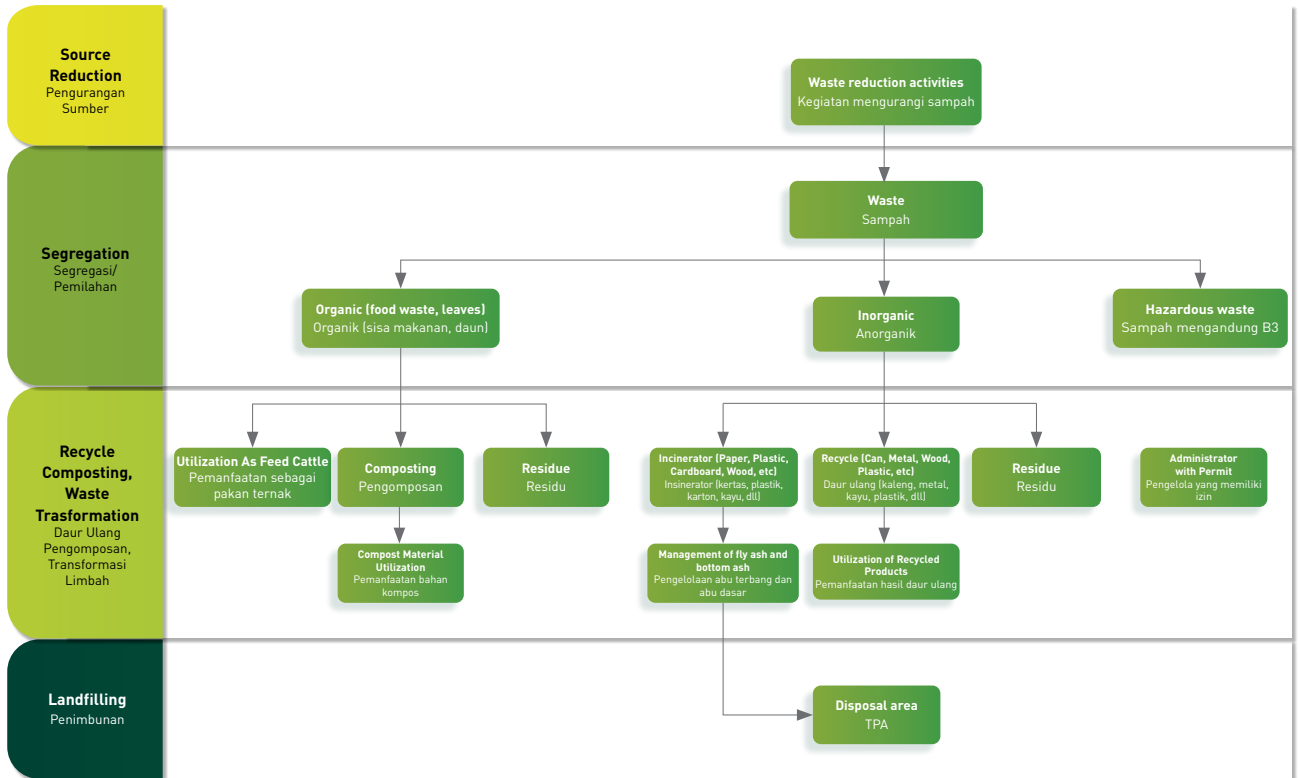 Source
Reduction
Pengurangan
Sumber
Waste reduction activities
Kegiatan mengurangi sampah
Segregation
Segregasi/
Pemilahan
Waste
Sampah
Organic (food waste, leaves)
Organik (sisa makanan, daun)
Inorganic
Anorganik
Hazardous waste
Sampah mengandung B3
Recycle
Composting,
Waste
Trasformation
Daur Ulang
Pengomposan,
Transformasi
Limbah
Utilization As Feed Cattle
Pemanfaatan sebagai
pakan ternak
Composting
Pengomposan
Residue
Residu
Incinerator (Paper, Plastic,
Cardboard, Wood, etc)
Insinerator (kertas, plastik,
karton, kayu, dll)
Recycle (Can, Metal, Wood,
Plastic, etc)
Daur ulang (kaleng, metal,
kayu, plastik, dll)
Residue
Residu
Administrator
with Permit
Pengelola yang memiliki
izin
Compost Material
Utilization
Pemanfaatan bahan
kompos
Management of fly ash and
bottom ash
Pengelolaan abu terbang dan
abu dasar
Utilization of Recycled
Products
Pemanfaatan hasil daur ulang
Landfilling
Penimbunan
Disposal area
TPA